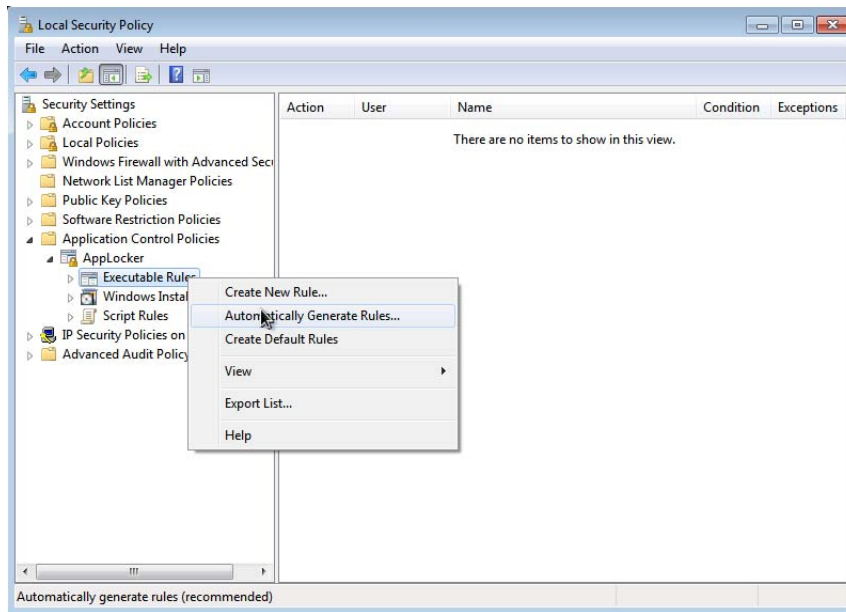 Local Security Policy
File Action View Help
Security Settings
Account Policies
Local Policies
Windows Firewall with Advanced Secu
Network List Manager Policies
Public Key Policies
Software Restriction Policies
Application Control Policies
AppLocker
Executable Rules
Windows Instal
Script Rules
IP Security Policies on
Advanced Audit Policy
Action User Name Condition Exceptions
There are no items to show in this view.
Create New Rule...
Automatically Generate Rules...
Create Default Rules
View
Export List...
Help
Automatically generate rules (recommended)